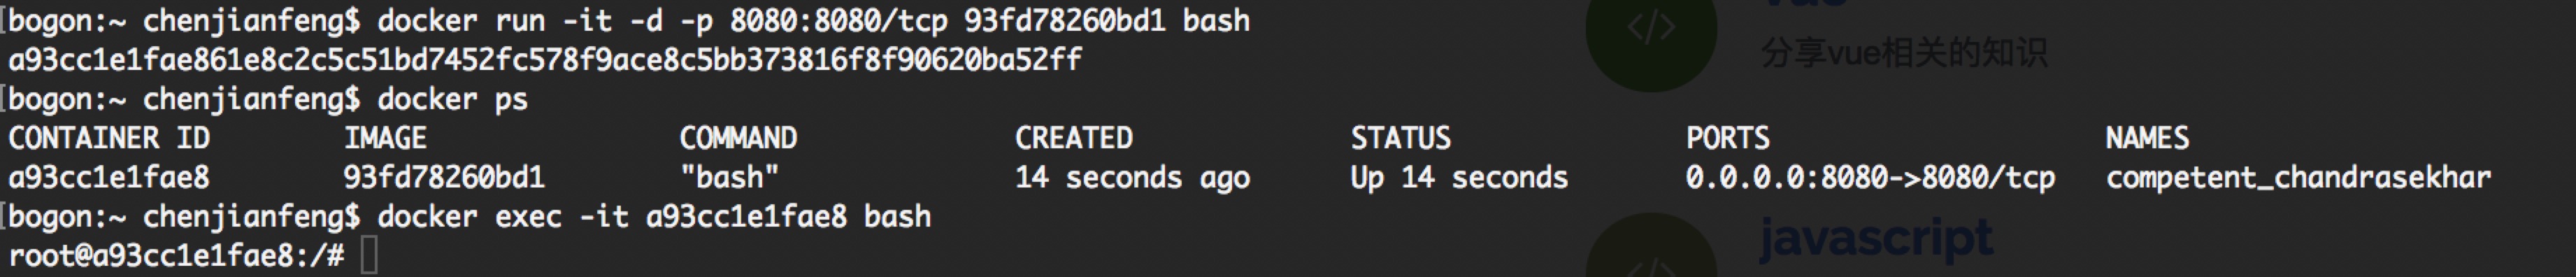 [bogon:~ chenjianfeng$ docker run -it -d -p 8080:8080/tcp 93fd78260bd1 bash
a93cc1e1fae861e8c2c5c51bd7452fc578f9ace8c5bb373816f8f90620ba52ff
[bogon:~ chenjianfeng$ docker ps
CONTAINER ID IMAGE COMMAND CREATED STATUS PORTS NAMES
a93cc1e1fae8 93fd78260bd1 "bash" 14 seconds ago Up 14 seconds 0.0.0.0:8080->8080/tcp competent_chandrasekhar
[bogon:~ chenjianfeng$ docker exec -it a93cc1e1fae8 bash
root@a93cc1e1fae8:/#
vue
</>
分享vue相关的知识
javascript
</>